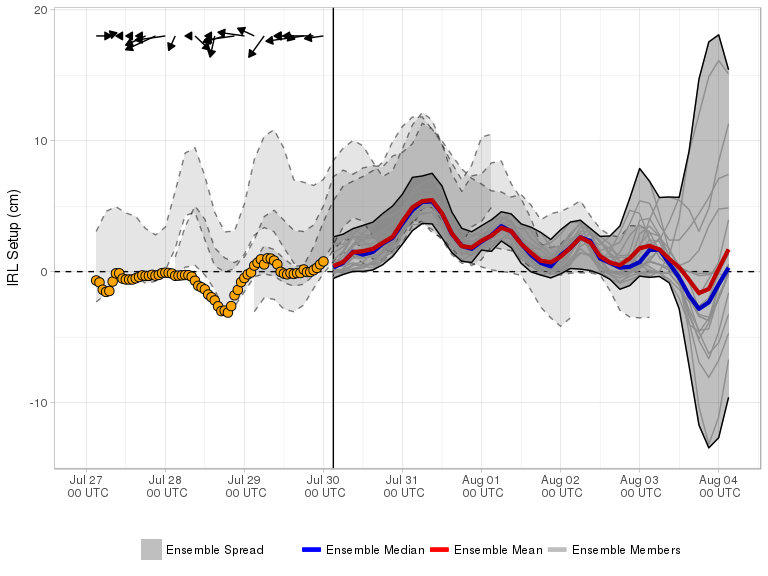 20
10
0
-10
IRL Setup (cm)
Jul 27 Jul 28 Jul 29 Jul 30 Jul 31 Aug 01 Aug 02 Aug 03 Aug 04
00 UTC 00 UTC 00 UTC 00 UTC 00 UTC 00 UTC 00 UTC 00 UTC 00 UTC
Ensemble Spread Ensemble Median Ensemble Mean Ensemble Members